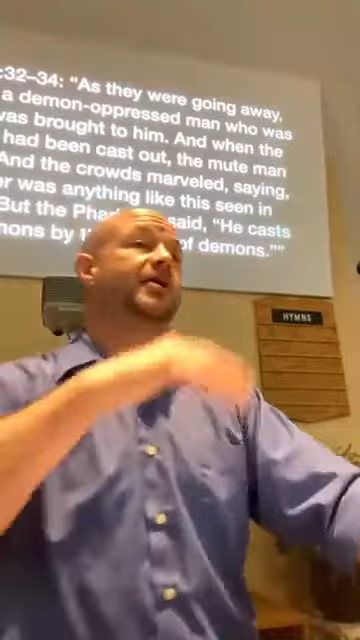 :32–34: “As they were going away,
a demon-oppressed man who was
was brought to him. And when the
had been cast out, the mute man
And the crowds marveled, saying,
er was anything like this seen in
But the Pha said, “He casts
mons by of demons.””
HYMNS